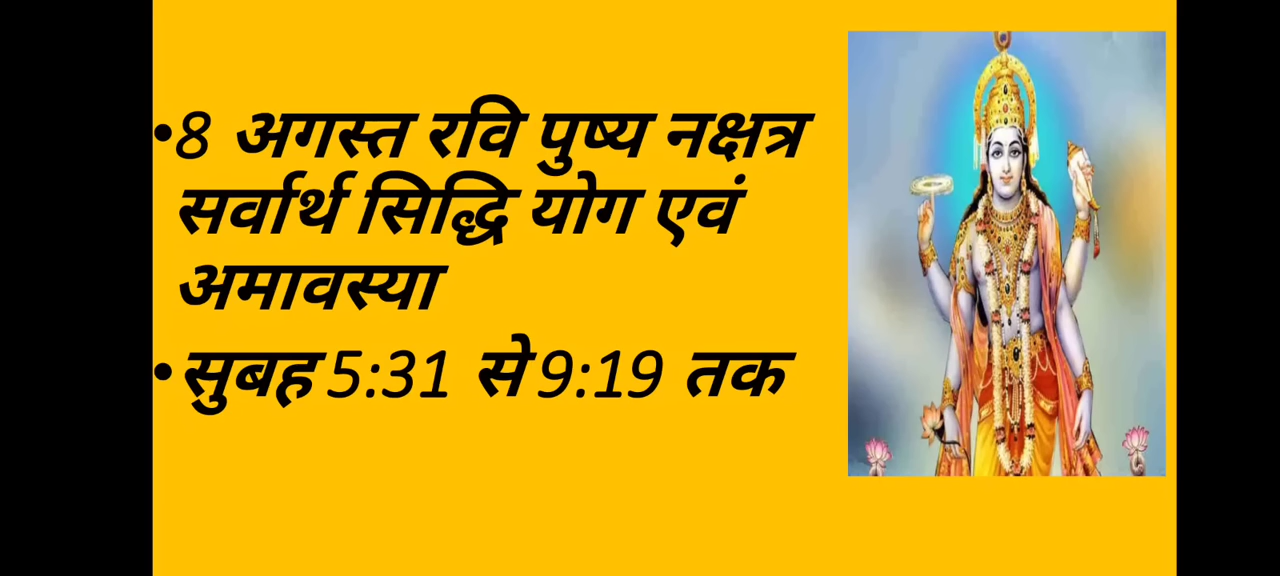 •8 अगस्त रवि पुष्य नक्षत्र
सर्वार्थ सिद्धि योग एवं
अमावस्या
•सुबह 5:31 से 9:19 तक